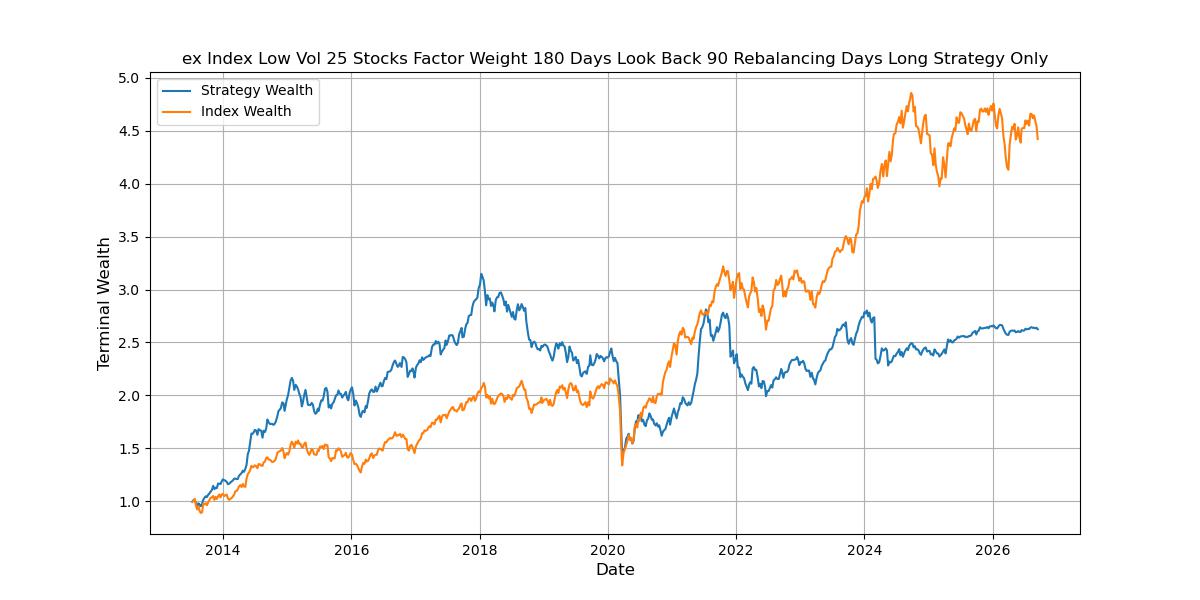 ex Index Low Vol 25 Stocks Factor Weight 180 Days Look Back 90 Rebalancing Days Long Strategy Only
Strategy Wealth
Index Wealth
Terminal Wealth
5.0
4.5
4.0
3.5
3.0
2.5
2.0
1.5
1.0
2014 2016 2018 2020 2022 2024 2026
Date